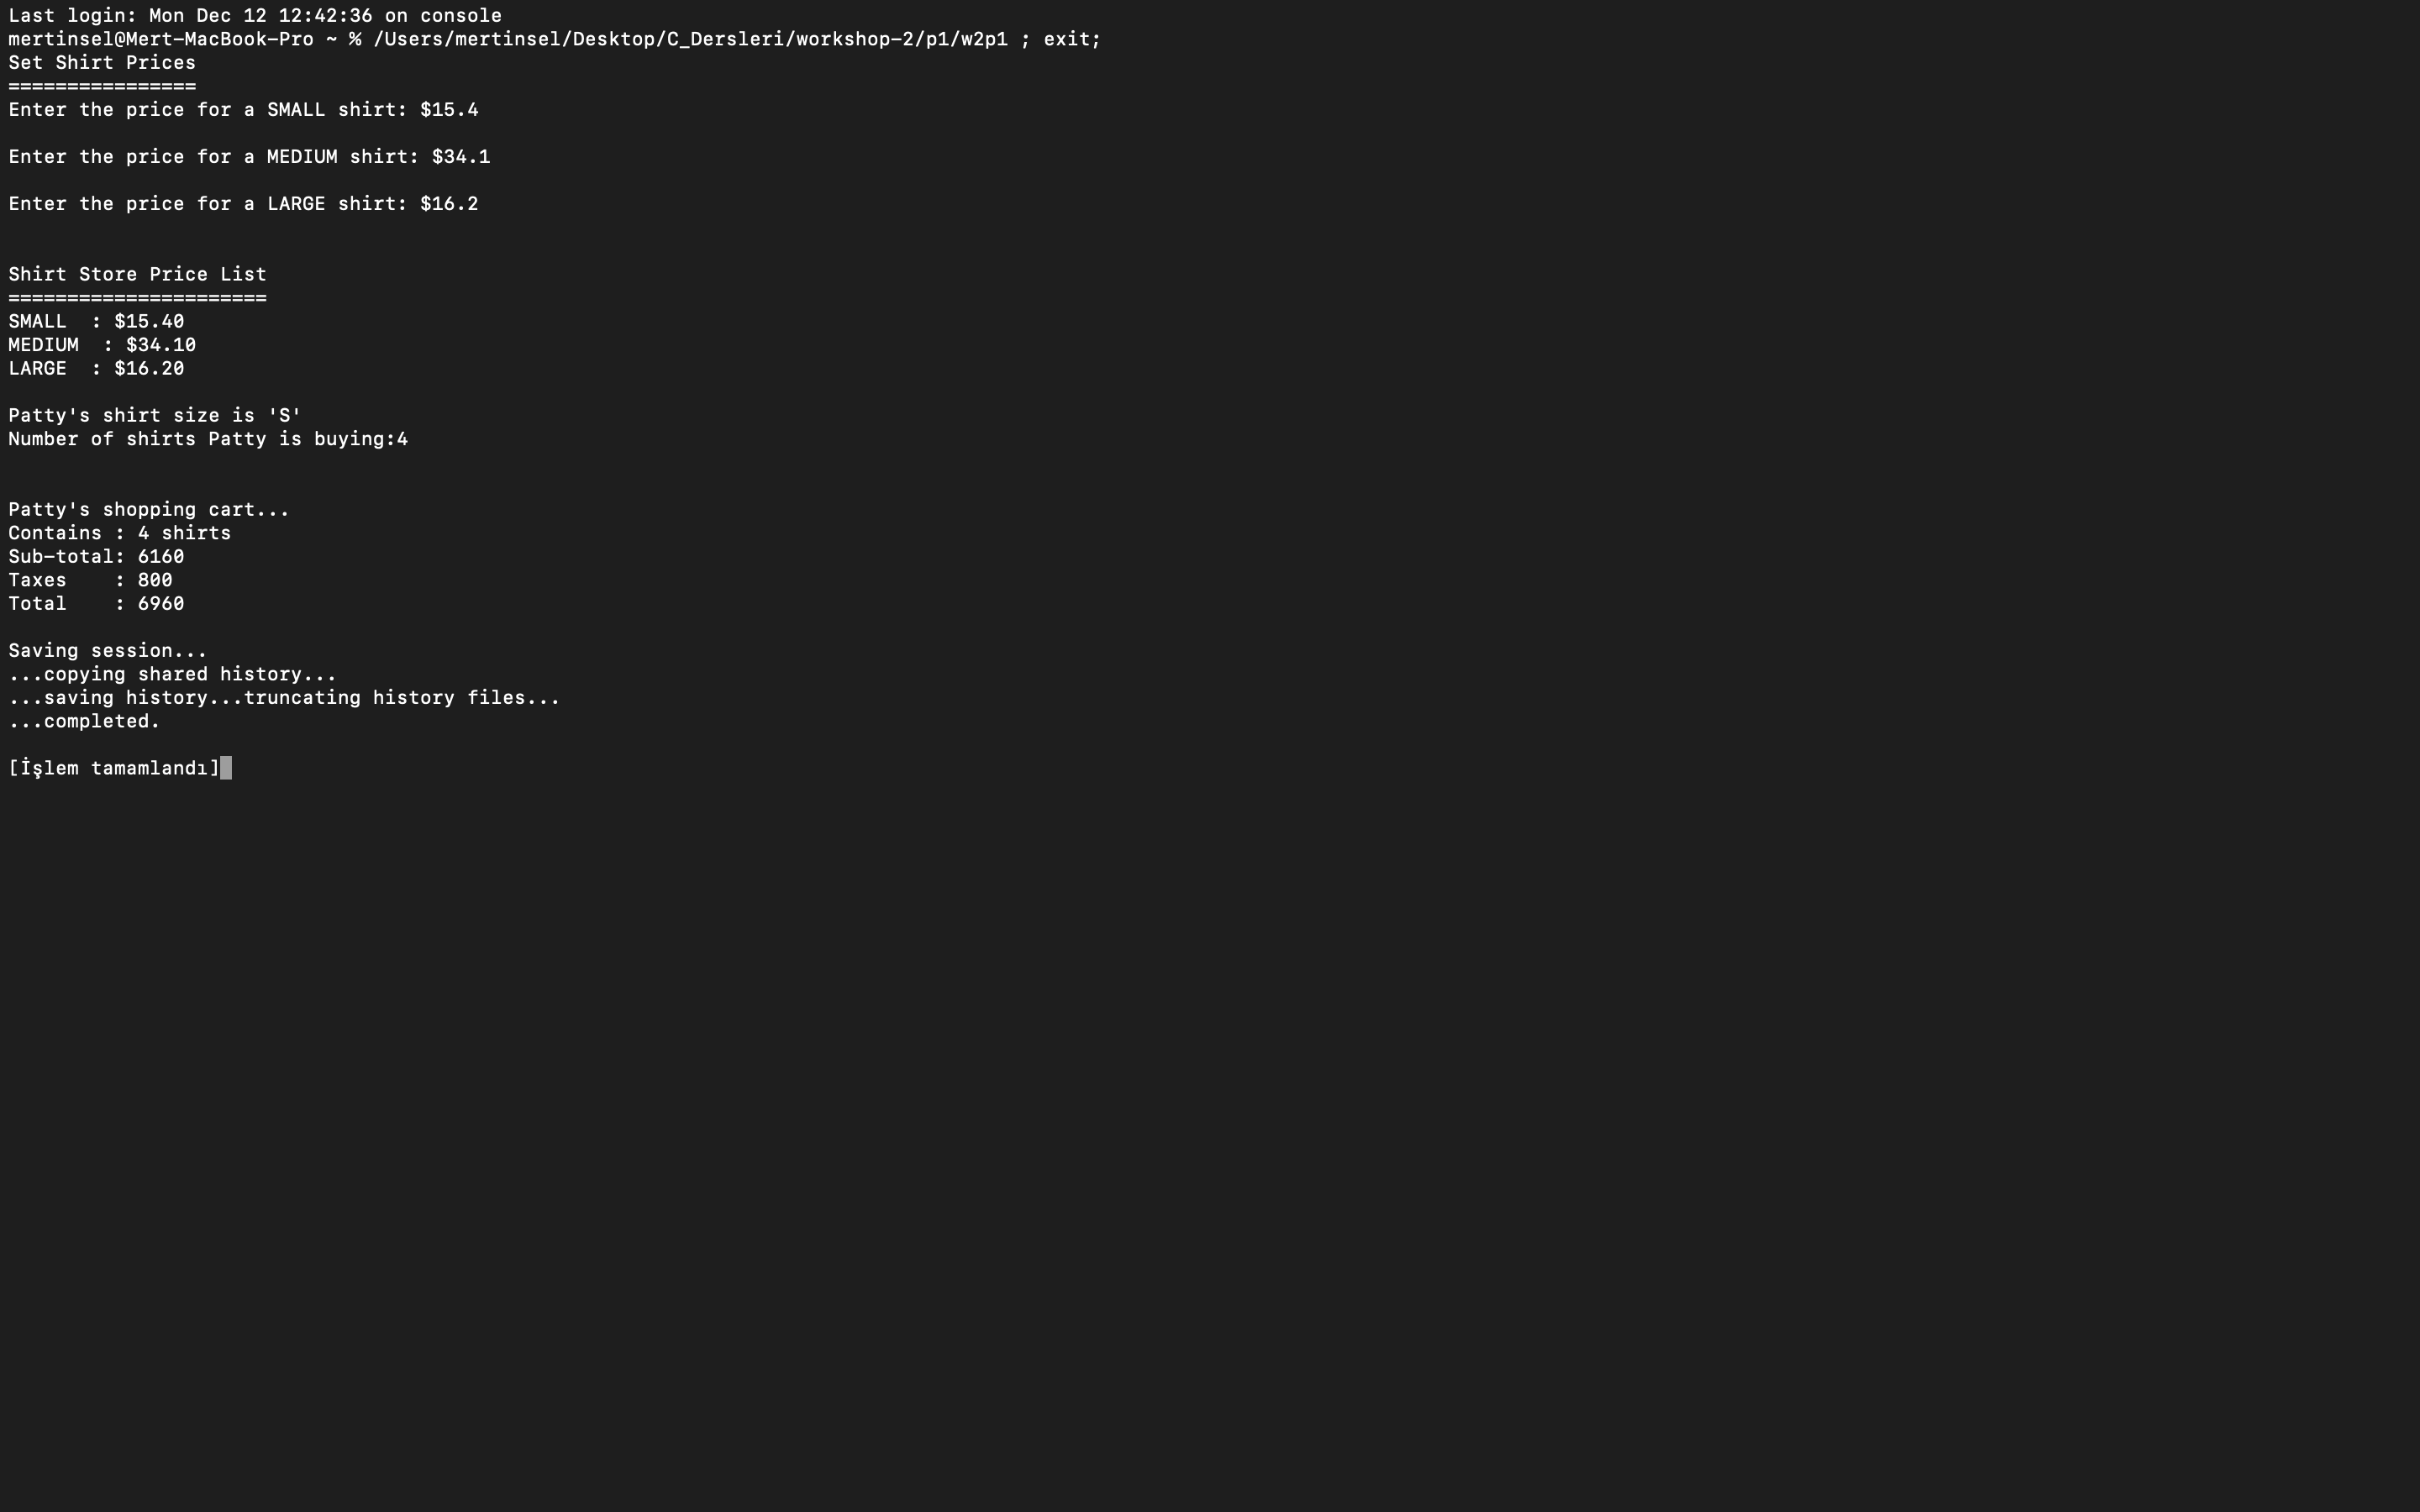 Last login: Mon Dec 12 12:42:36 on console
mertinsel@Mert-MacBook-Pro ~ % /Users/mertinsel/Desktop/C_Dersleri/workshop-2/p1/w2p1 ; exit;
Set Shirt Prices
================
Enter the price for a SMALL shirt: $15.4
Enter the price for a MEDIUM shirt: $34.1
Enter the price for a LARGE shirt: $16.2
Shirt Store Price List
======================
SMALL  : $15.40
MEDIUM  : $34.10
LARGE  : $16.20
Patty's shirt size is 'S'
Number of shirts Patty is buying:4
Patty's shopping cart...
Contains : 4 shirts
Sub-total: 6160
Taxes    : 800
Total    : 6960
Saving session...
...copying shared history...
...saving history...truncating history files...
...completed.
[İşlem tamamlandı]